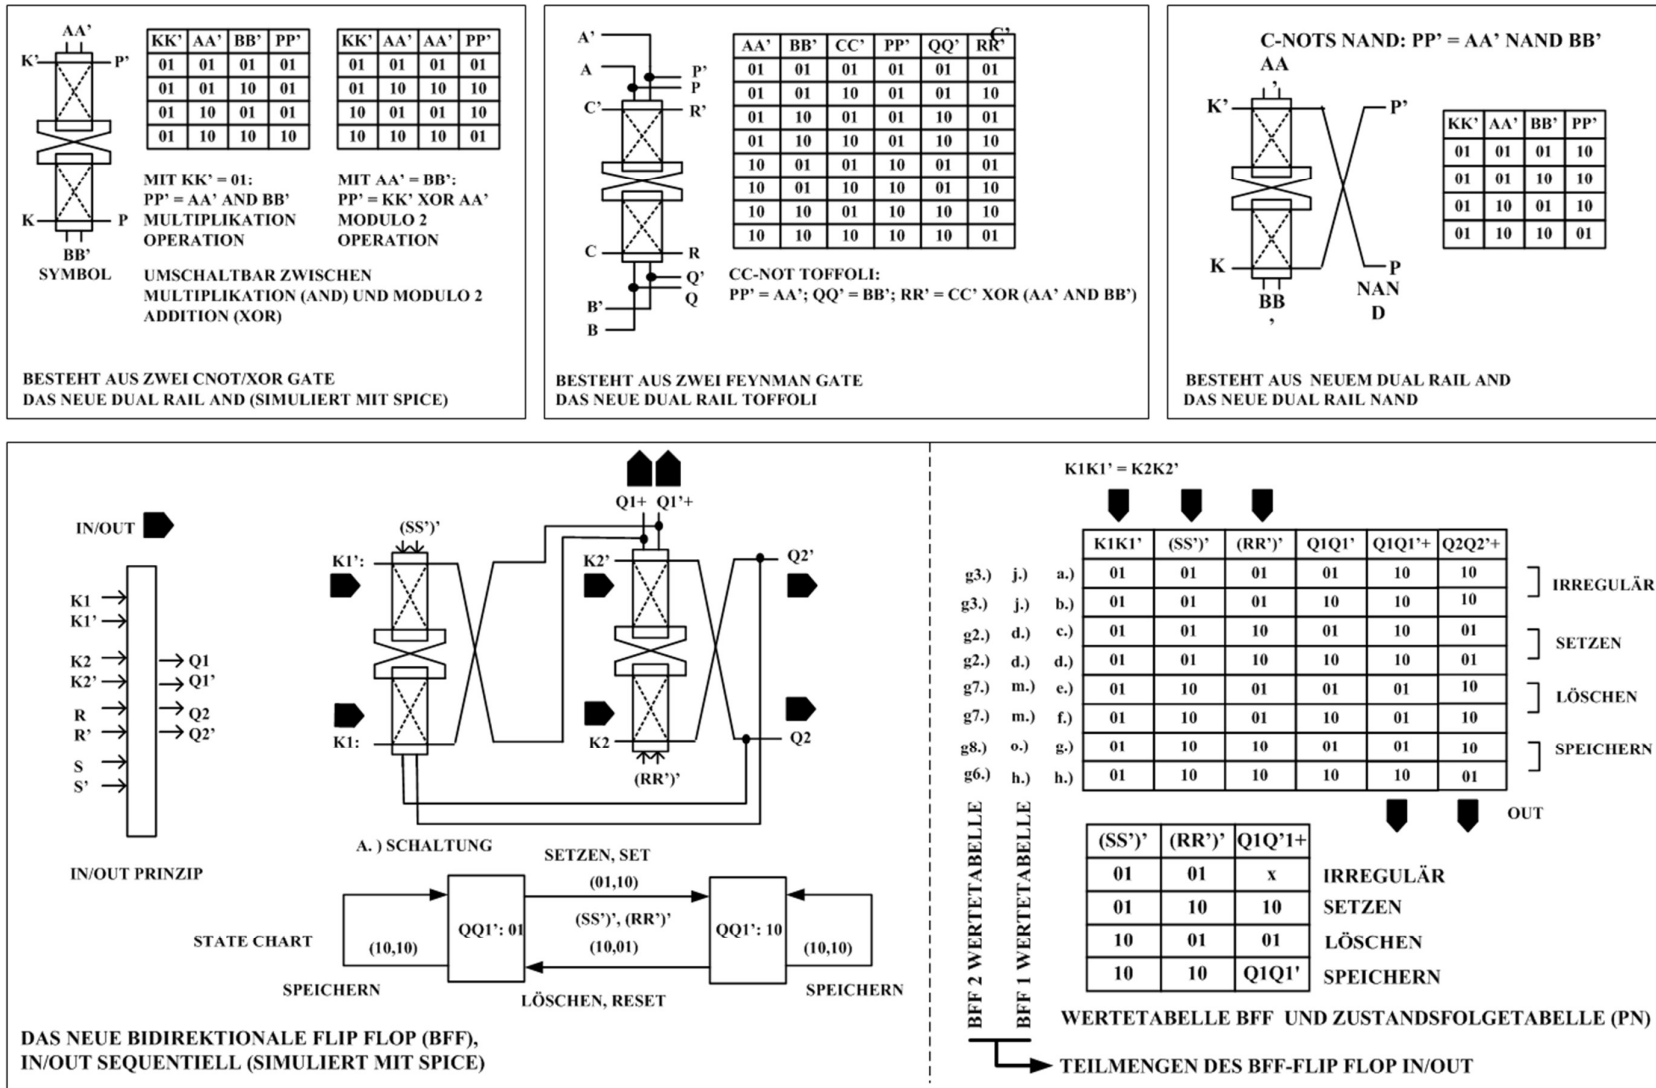 AA'
K'
P'
K
P
BB'
SYMBOL
KK' AA' BB' PP'
01 01 01 01
01 01 10 01
01 10 01 01
01 10 10 10
KK' AA' AA' PP'
01 01 01 01
01 10 10 10
10 01 01 10
10 10 10 01
MIT KK' = 01:
PP' = AA' AND BB'
MULTIPLIKATION
OPERATION
MIT AA' = BB':
PP' = KK' XOR AA'
MODULO 2
OPERATION
UMSCHALTBAR ZWISCHEN
MULTIPLIKATION (AND) UND MODULO 2
ADDITION (XOR)
BESTEHT AUS ZWEI CNOT/XOR GATE
DAS NEUE DUAL RAIL AND (SIMULIERT MIT SPICE)
A'
A
P'
P
C'
R'
C
R
Q'
Q
B'
B
C'
AA' BB' CC' PP' QQ' RR'
01 01 01 01 01 01
01 01 10 01 01 10
01 10 01 01 10 01
01 10 10 01 10 10
10 01 01 10 01 01
10 01 10 10 01 10
10 10 01 10 10 10
10 10 10 10 10 01
CC-NOT TOFFOLI:
PP' = AA'; QQ' = BB'; RR' = CC' XOR (AA' AND BB')
BESTEHT AUS ZWEI FEYNMAN GATE
DAS NEUE DUAL RAIL TOFFOLI
C-NOTS NAND: PP' = AA' NAND BB'
AA
'
K'
P'
K
P
BB
'
NAN
D
KK' AA' BB' PP'
01 01 01 10
01 01 10 10
01 10 01 10
01 10 10 01
BESTEHT AUS NEUEM DUAL RAIL AND
DAS NEUE DUAL RAIL NAND
IN/OUT
K1
K1'
K2
K2'
R
R'
S
S'
Q1
Q1'
Q2
Q2'
IN/OUT PRINZIP
Q1+ Q1'+
(SS')'
K1':
K2'
Q2'
K1:
K2
Q2
(RR')'
A. ) SCHALTUNG
SETZEN, SET
(01,10)
QQ1': 01
(SS')', (RR')'
QQ1': 10
STATE CHART
(10,10)
(10,01)
(10,10)
SPEICHERN
LÖSCHEN, RESET
SPEICHERN
DAS NEUE BIDIREKTIONALE FLIP FLOP (BFF),
IN/OUT SEQUENTIELL (SIMULIERT MIT SPICE)
K1K1' = K2K2'
K1K1' (SS')' (RR')' Q1Q1' Q1Q1'+ Q2Q2'+
g3.) j.) a.) 01 01 01 01 10 10
IRREGULÄR
g3.) j.) b.) 01 01 01 10 10 10
g2.) d.) c.) 01 01 10 01 10 01
SETZEN
g2.) d.) d.) 01 01 10 10 10 01
g7.) m.) e.) 01 10 01 01 01 10
LÖSCHEN
g7.) m.) f.) 01 10 01 10 01 10
g8.) o.) g.) 01 10 10 01 01 10
SPEICHERN
g6.) h.) h.) 01 10 10 10 10 01
OUT
BFF 2 WERTETABELLE
BFF 1 WERTETABELLE
(SS')' (RR')' Q1Q'1+
01 01 x IRREGULÄR
01 10 10 SETZEN
10 01 01 LÖSCHEN
10 10 Q1Q1' SPEICHERN
WERTETABELLE BFF UND ZUSTANDSFOLGETABELLE (PN)
TEILMENGEN DES BFF-FLIP FLOP IN/OUT